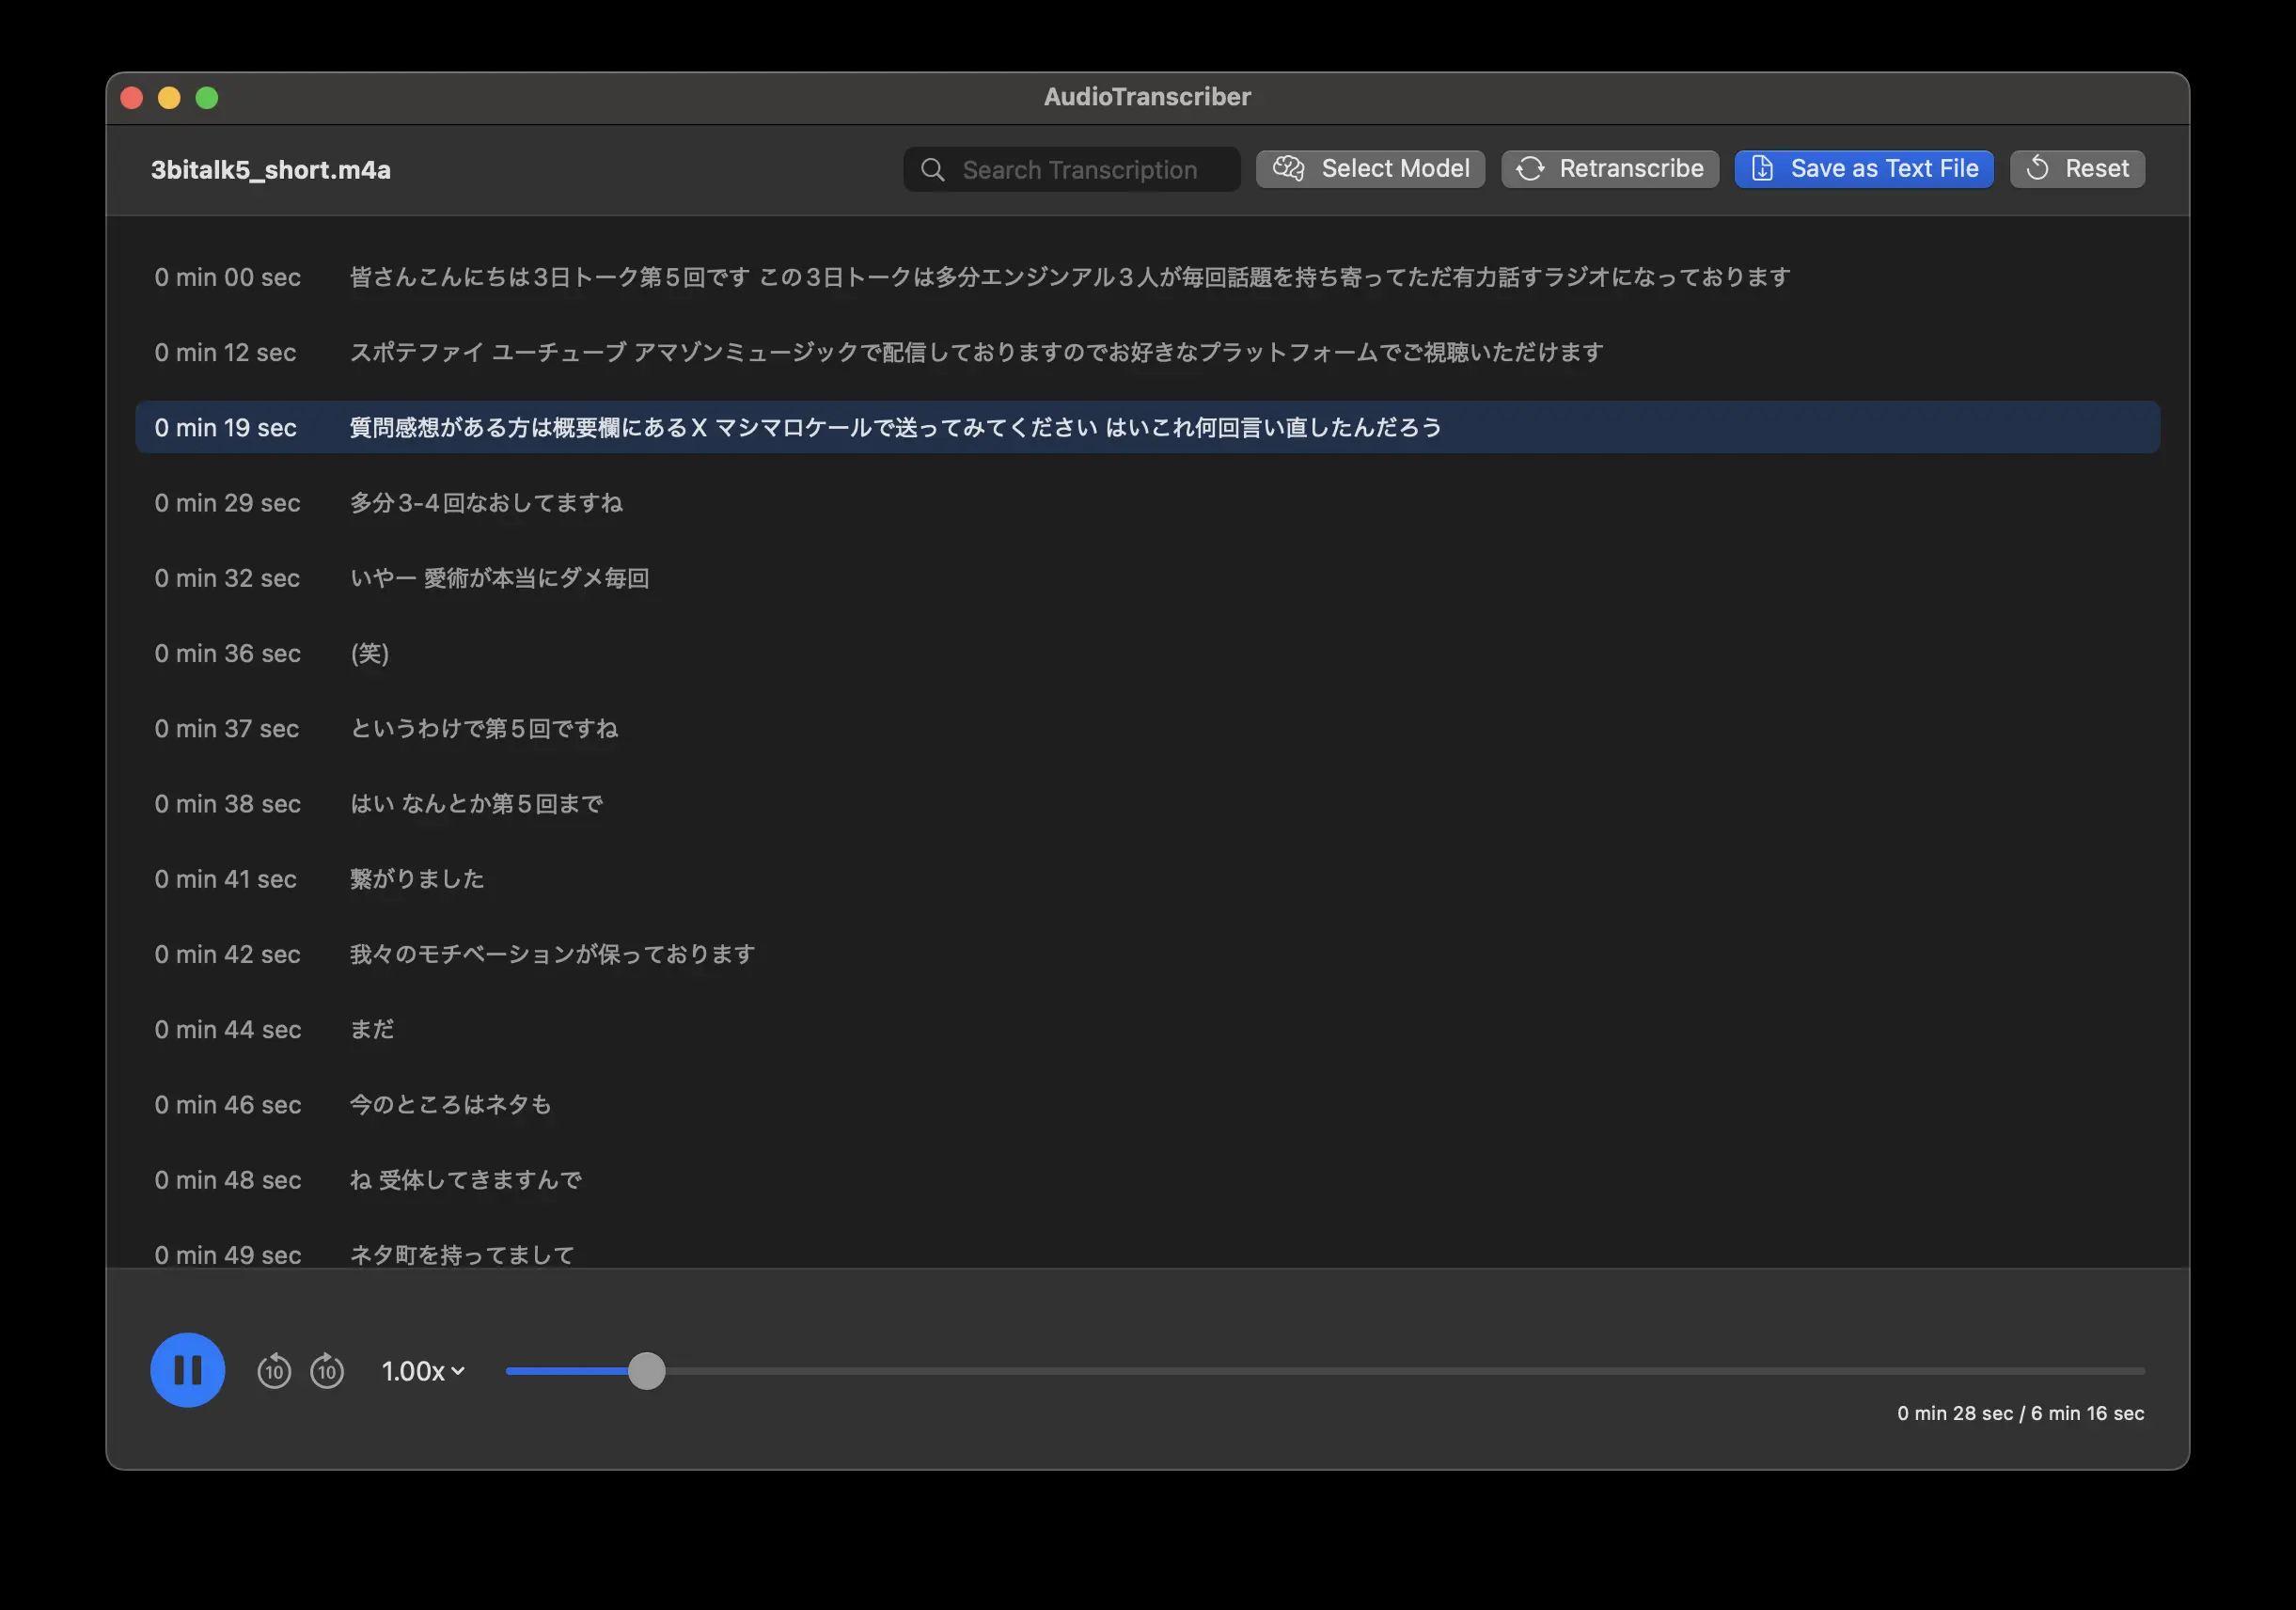 AudioTranscriber
3bitalk5_short.m4a
Search Transcription
Select Model
Retranscribe
Save as Text File
Reset
0 min 00 sec 皆さんこんにちは3日トーク第5回です この3日トークは多分エンジンアル3人が毎回話題を持ち寄ってただ有力話すラジオになっております
0 min 12 sec スポテファイ ユーチューブ アマゾンミュージックで配信しておりますのでお好きなプラットフォームでご視聴いただけます
0 min 19 sec 質問感想がある方は概要欄にあるX マシマロケールで送ってみてください はいこれ何回言い直したんだろう
0 min 29 sec 多分3-4回なおしてますね
0 min 32 sec いやー 愛術が本当にダメ毎回
0 min 36 sec (笑)
0 min 37 sec というわけで第5回ですね
0 min 38 sec はい なんとか第5回まで
0 min 41 sec 繋がりました
0 min 42 sec 我々のモチベーションが保っております
0 min 44 sec まだ
0 min 46 sec 今のところはネタも
0 min 48 sec ね 受体してきますんで
0 min 49 sec ネタ町を持ってまして
10
10
1.00x
0 min 28 sec / 6 min 16 sec